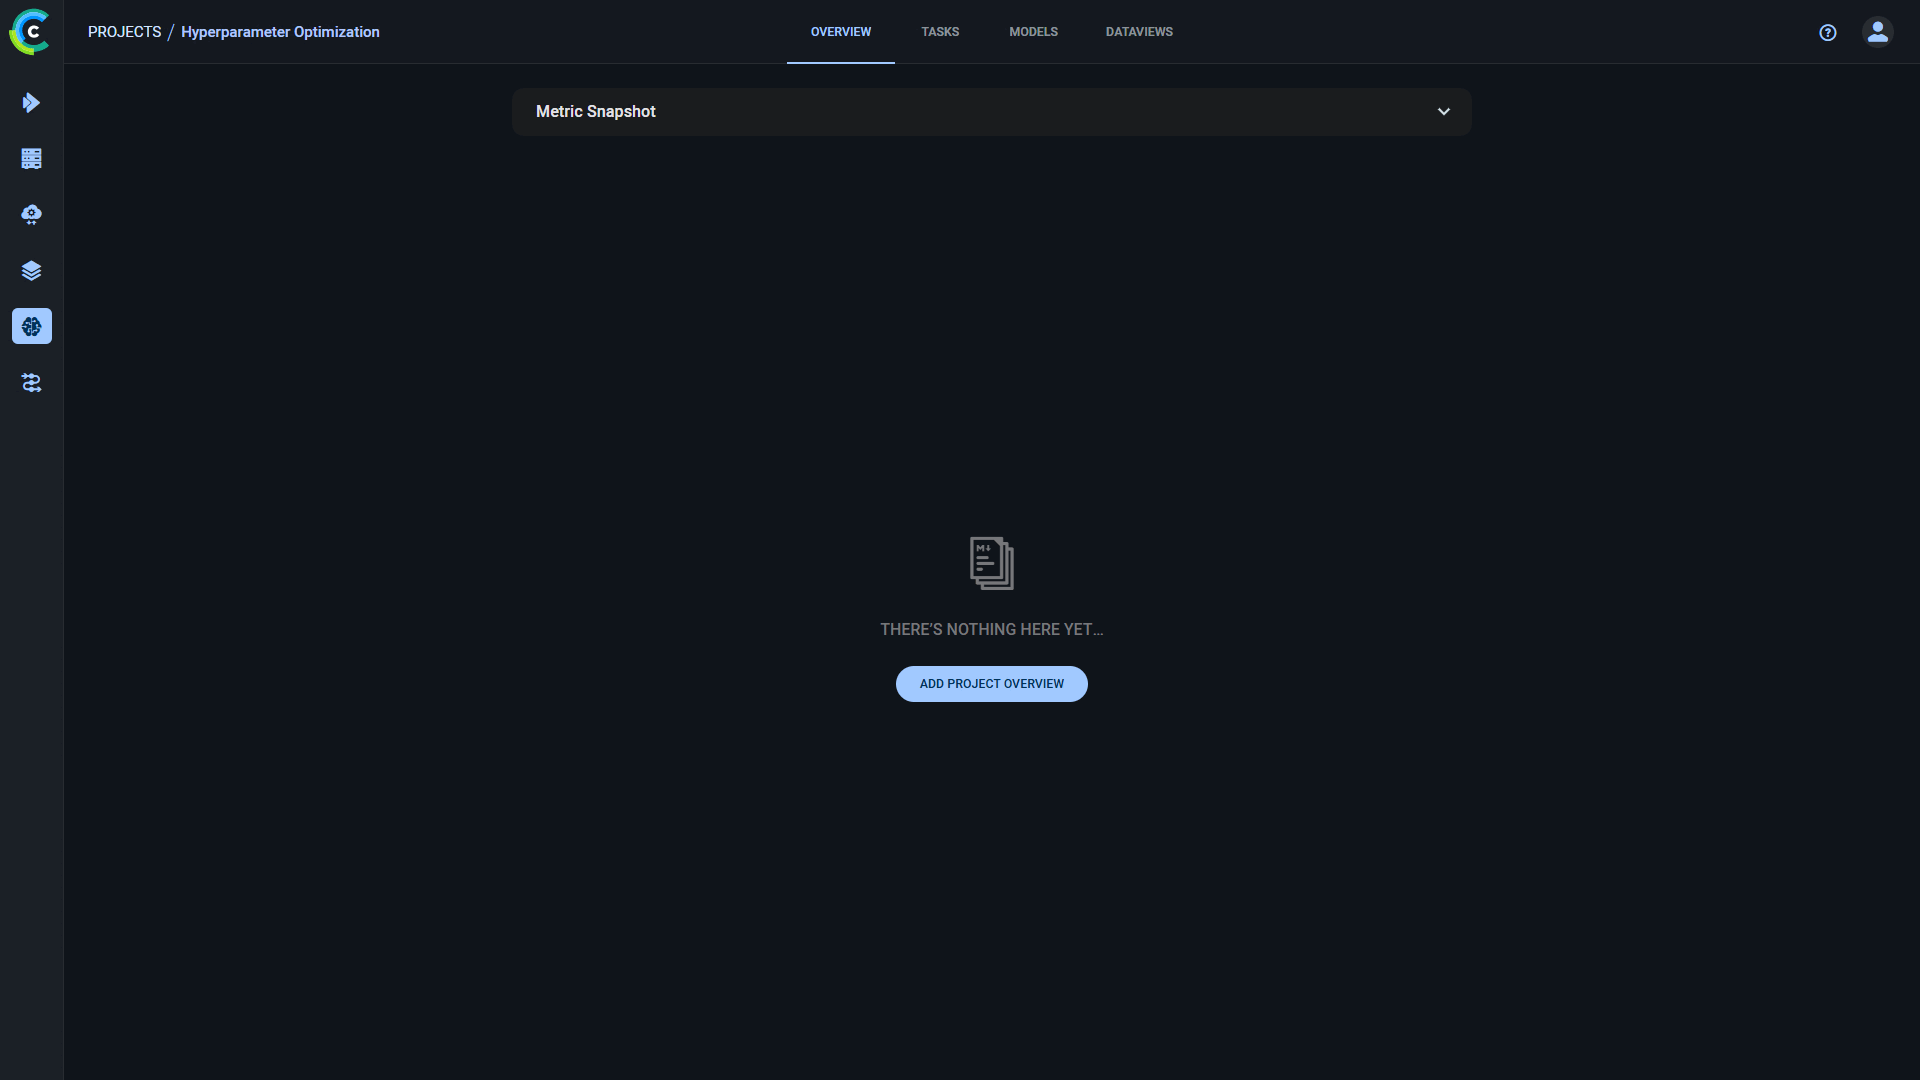 PROJECTS / Hyperparameter Optimization
OVERVIEW
TASKS
MODELS
DATAVIEWS
Metric Snapshot
M
THERE'S NOTHING HERE YET...
ADD PROJECT OVERVIEW